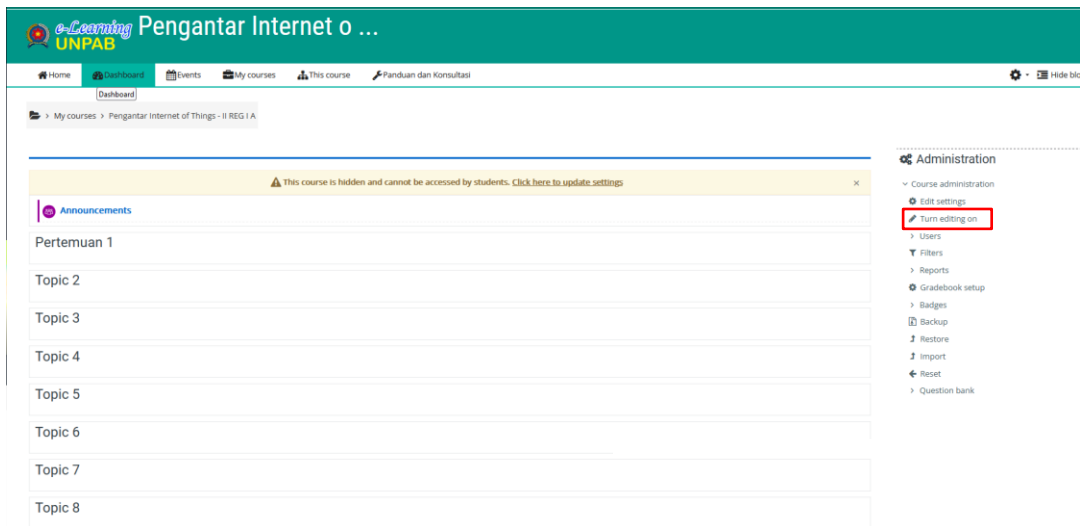 e-Learning UNPAB Pengantar Internet o ...
Home Dashboard Events My courses This course Panduan dan Konsultasi Hide blo
Dashboard
> My courses > Pengantar Internet of Things - II REG I A
This course is hidden and cannot be accessed by students. Click here to update settings ×
Announcements
Pertemuan 1
Topic 2
Topic 3
Topic 4
Topic 5
Topic 6
Topic 7
Topic 8
Administration
Course administration
Edit settings
Turn editing on
Users
Filters
Reports
Gradebook setup
Badges
Backup
Restore
Import
Reset
Question bank